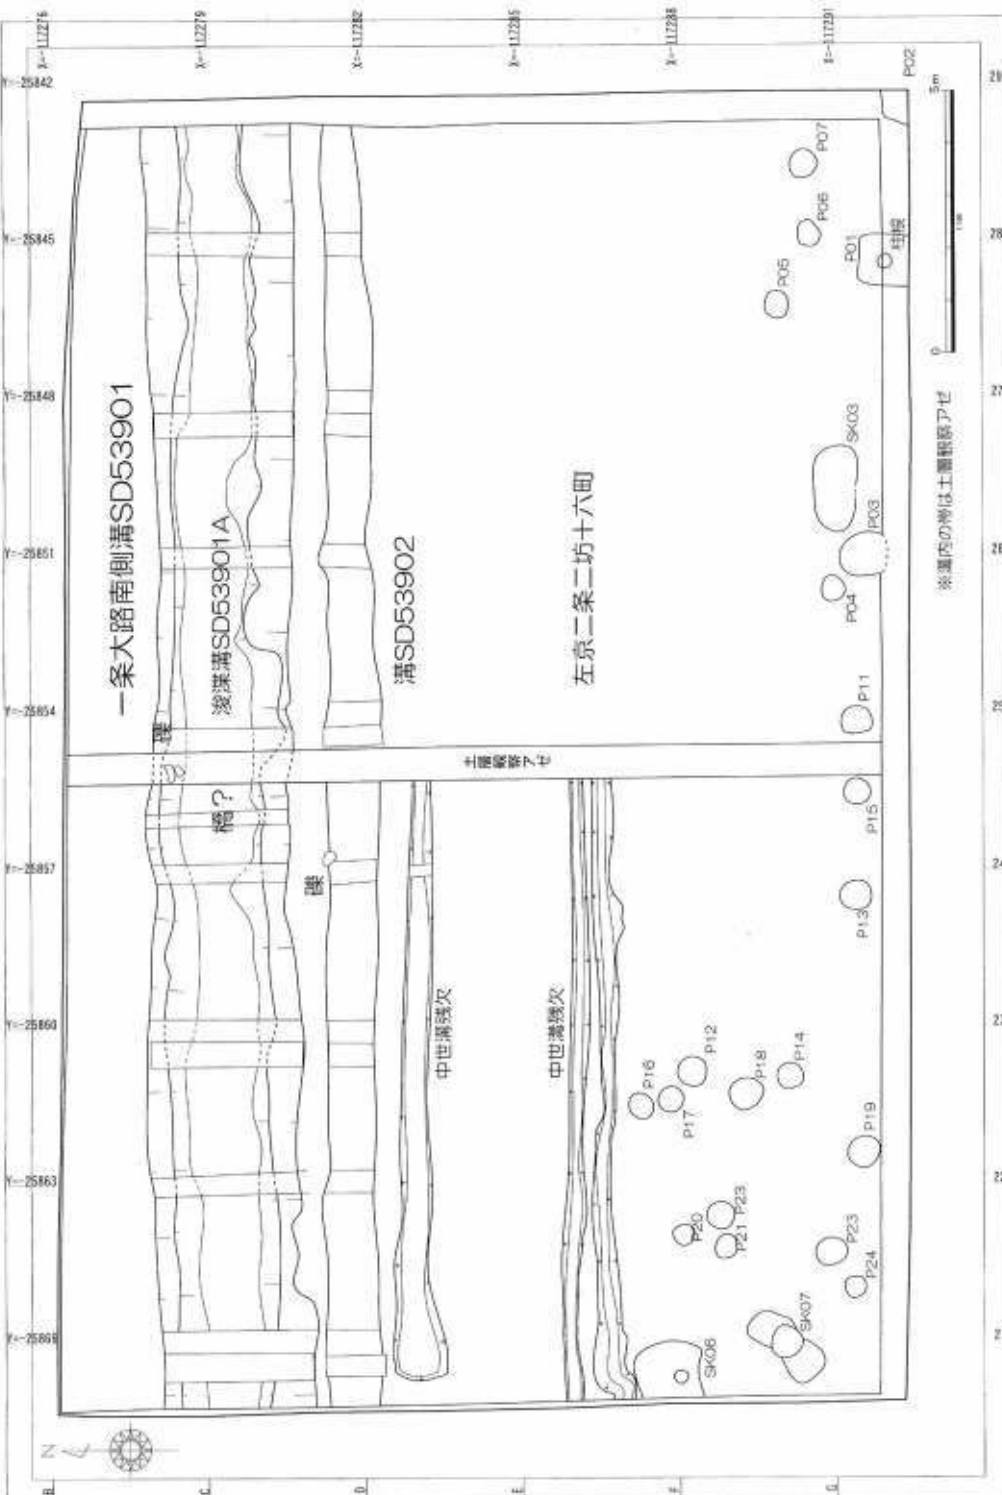 X=-117276
X=-117279
X=-117282
X=-117285
X=-117288
X=-117291
Y=-25842
Y=-25845
Y=-25848
Y=-25851
Y=-25854
Y=-25857
Y=-25860
Y=-25863
一条大路南側溝SD53901
浚渫溝SD53901A
溝SD53902
左京二条二坊十六町
礫
橋?
礫
土層観察アゼ
中世溝残欠
中世溝残欠
P02
P07
P06
P01
柱根
P05
SK03
P03
P04
P11
P15
P13
P12
P16
P17
P18
P14
P19
P20
P23
P21
P23
P24
SK07
SK06
0
5m
※溝内の帯は土層観察アゼ
N
C
D
E
F
G